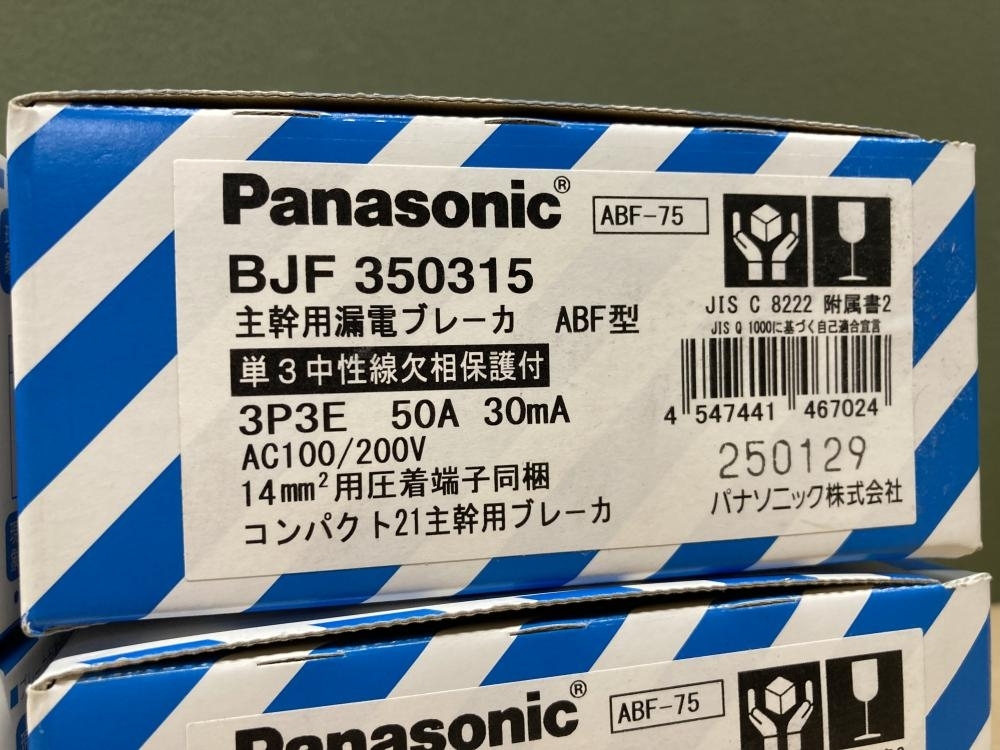 Panasonic®
ABF-75
BJF 350315
主幹用漏電ブレーカ ABF型
単3中性線欠相保護付
3P3E 50A 30mA
AC100/200V
14mm²用圧着端子同梱
コンパクト21主幹用ブレーカ
JIS C 8222 附属書2
JIS Q 1000に基づく自己適合宣言
4 547441 467024
250129
パナソニック株式会社
Panasonic®
ABF-75